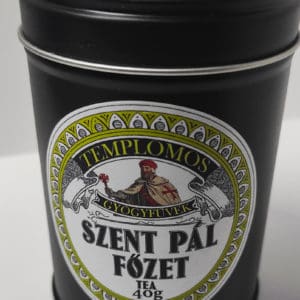 TEMPLOMOS
GYÓGYFÜVEK
SZENT PÁL
FŐZET
TEA
40g